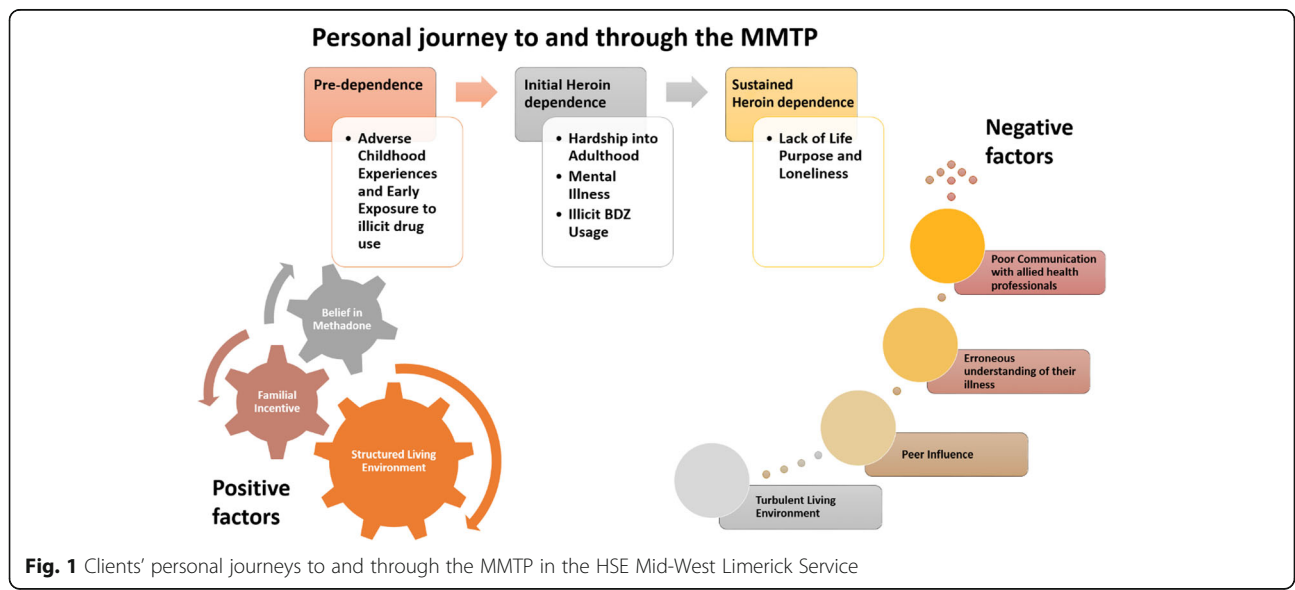 Personal journey to and through the MMTP
Pre-dependence
• Adverse
Childhood
Experiences
and Early
Exposure to
illicit drug
use
Initial Heroin
dependence
• Hardship into
Adulthood
• Mental
Illness
• Illicit BDZ
Usage
Sustained
Heroin dependence
• Lack of Life
Purpose and
Loneliness
Negative
factors
Poor Communication
with allied health
professionals
Erroneous
understanding of their
illness
Peer Influence
Turbulent Living
Environment
Belief in
Methadone
Familial
Incentive
Structured Living
Environment
Positive
factors
Fig. 1 Clients' personal journeys to and through the MMTP in the HSE Mid-West Limerick Service